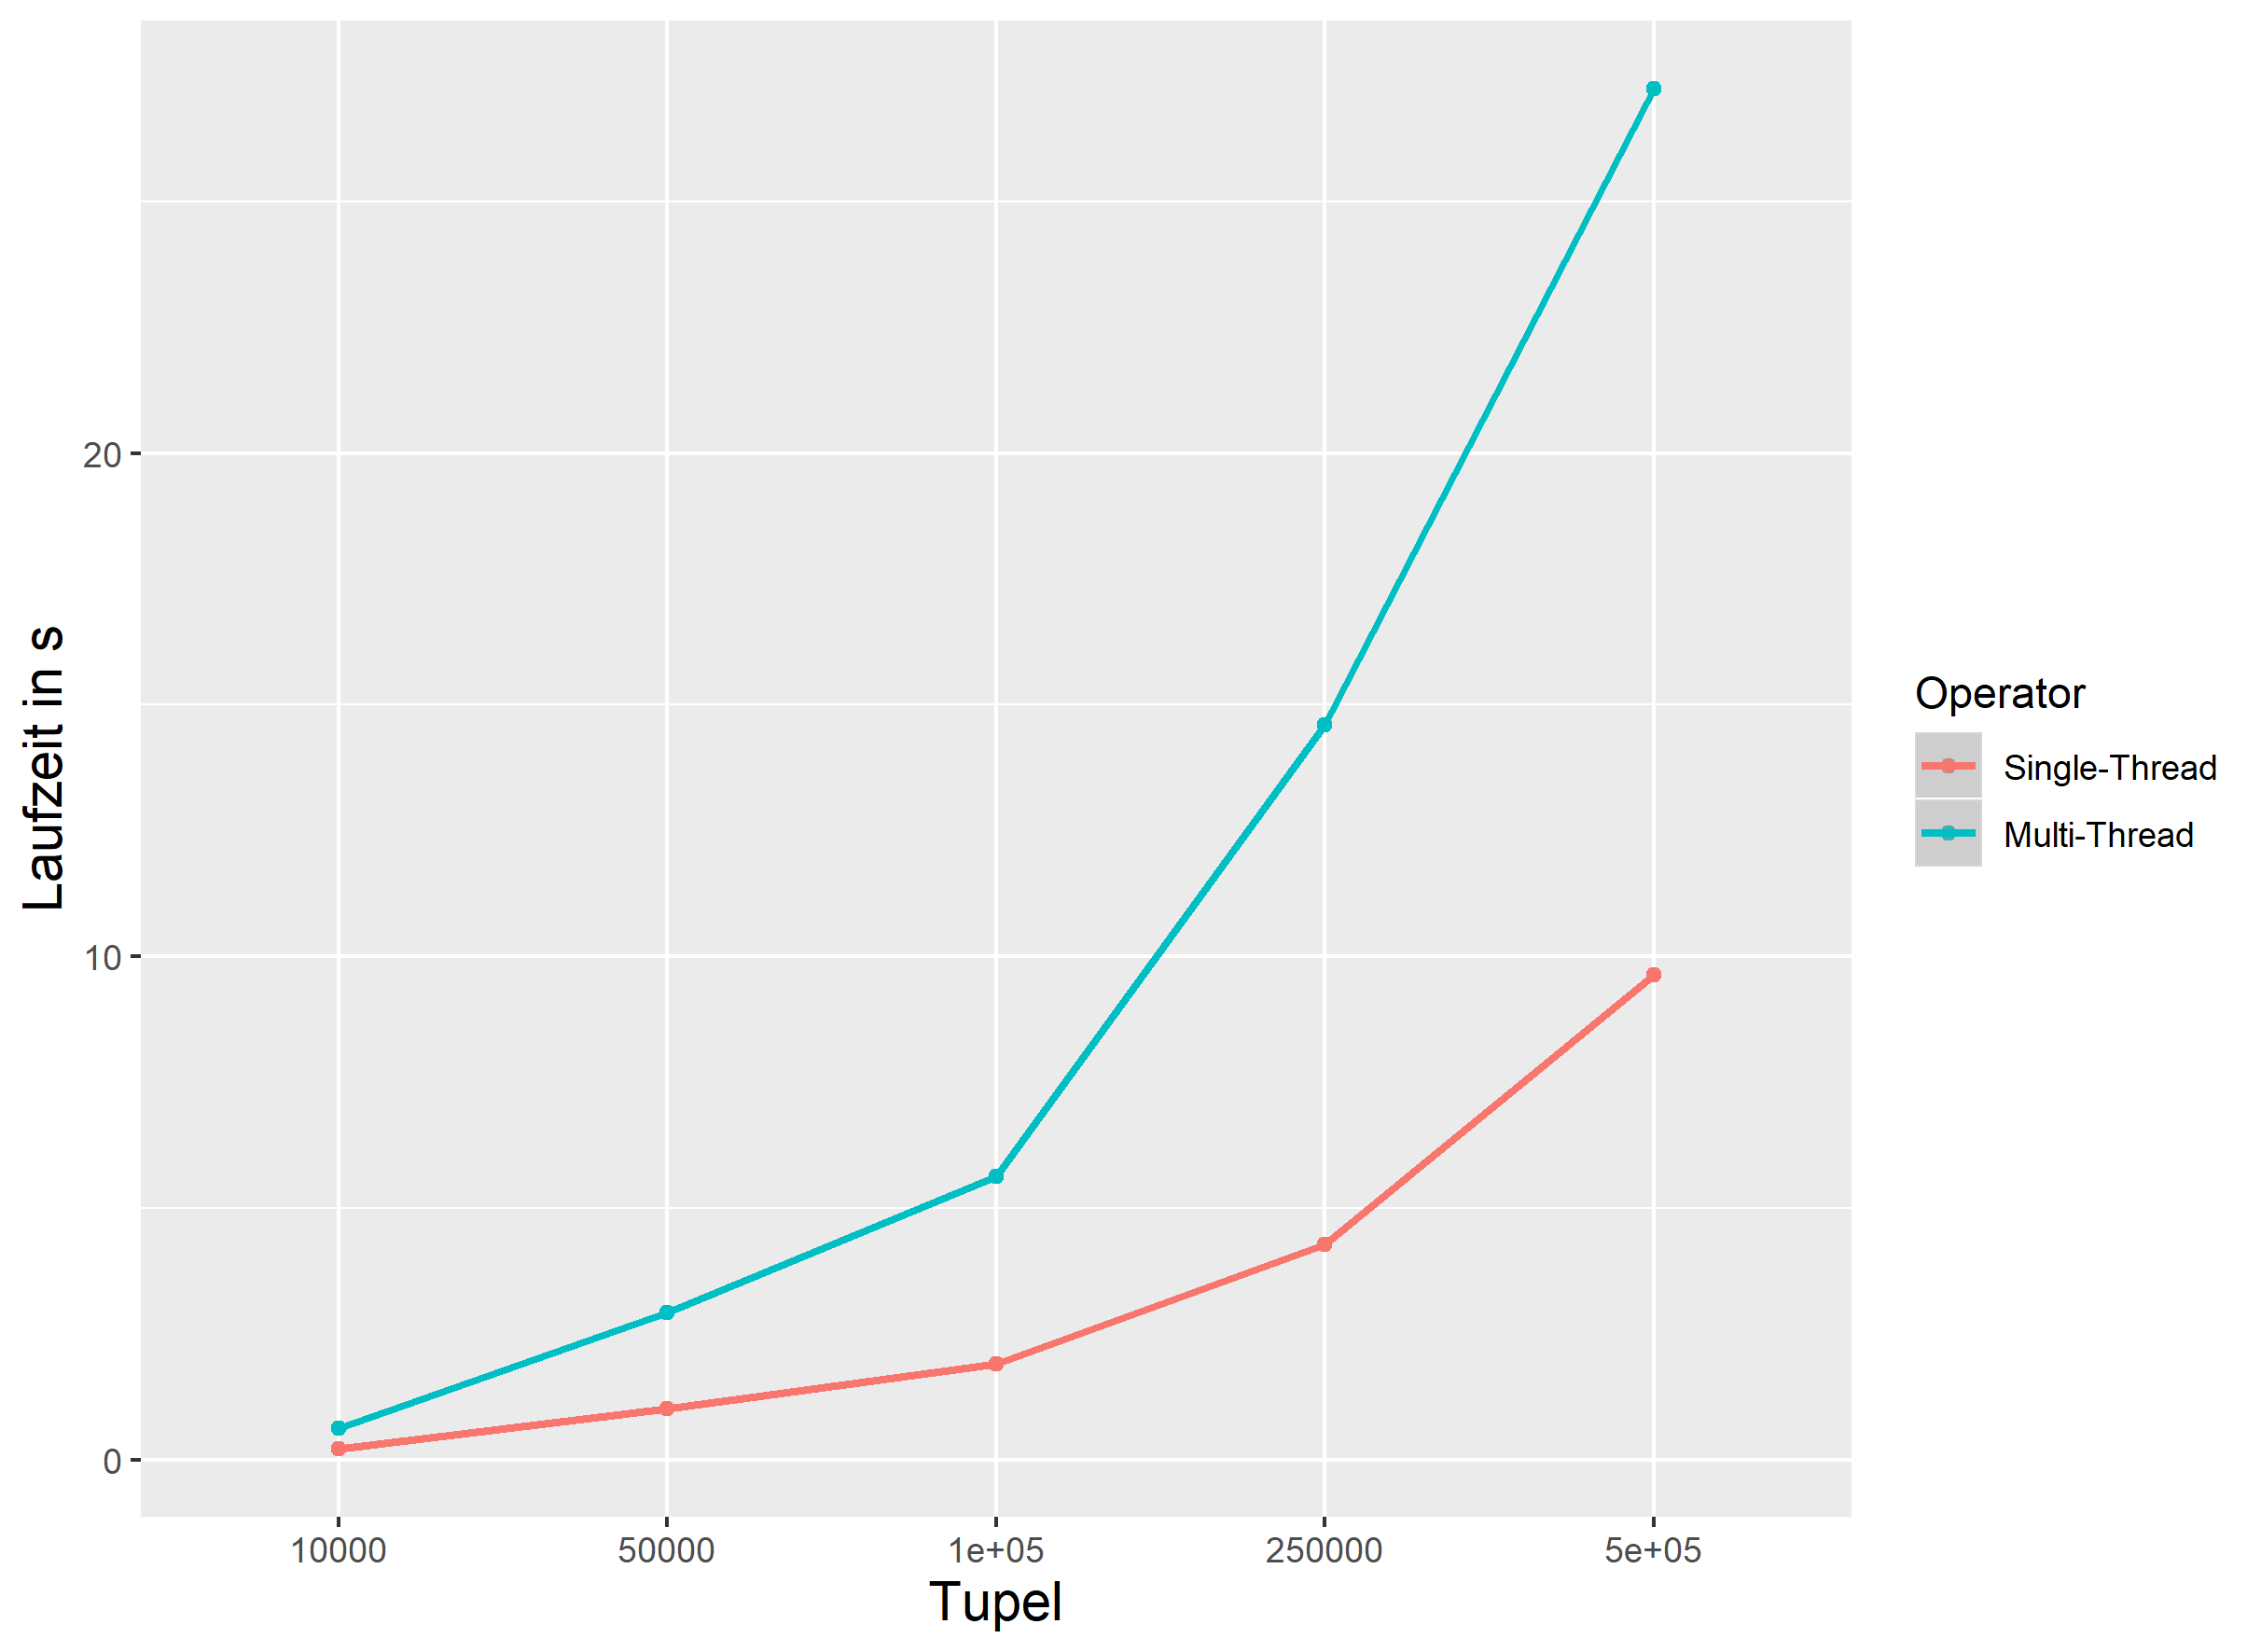 Laufzeit in s
20
10
0
10000 50000 1e+05 250000 5e+05
Tupel
Operator
Single-Thread
Multi-Thread